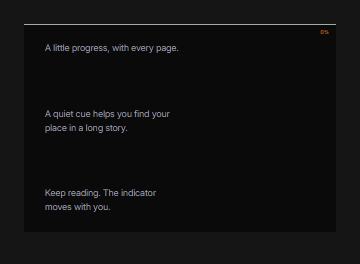 0%
A little progress, with every page.
A quiet cue helps you find your
place in a long story.
Keep reading. The indicator
moves with you.